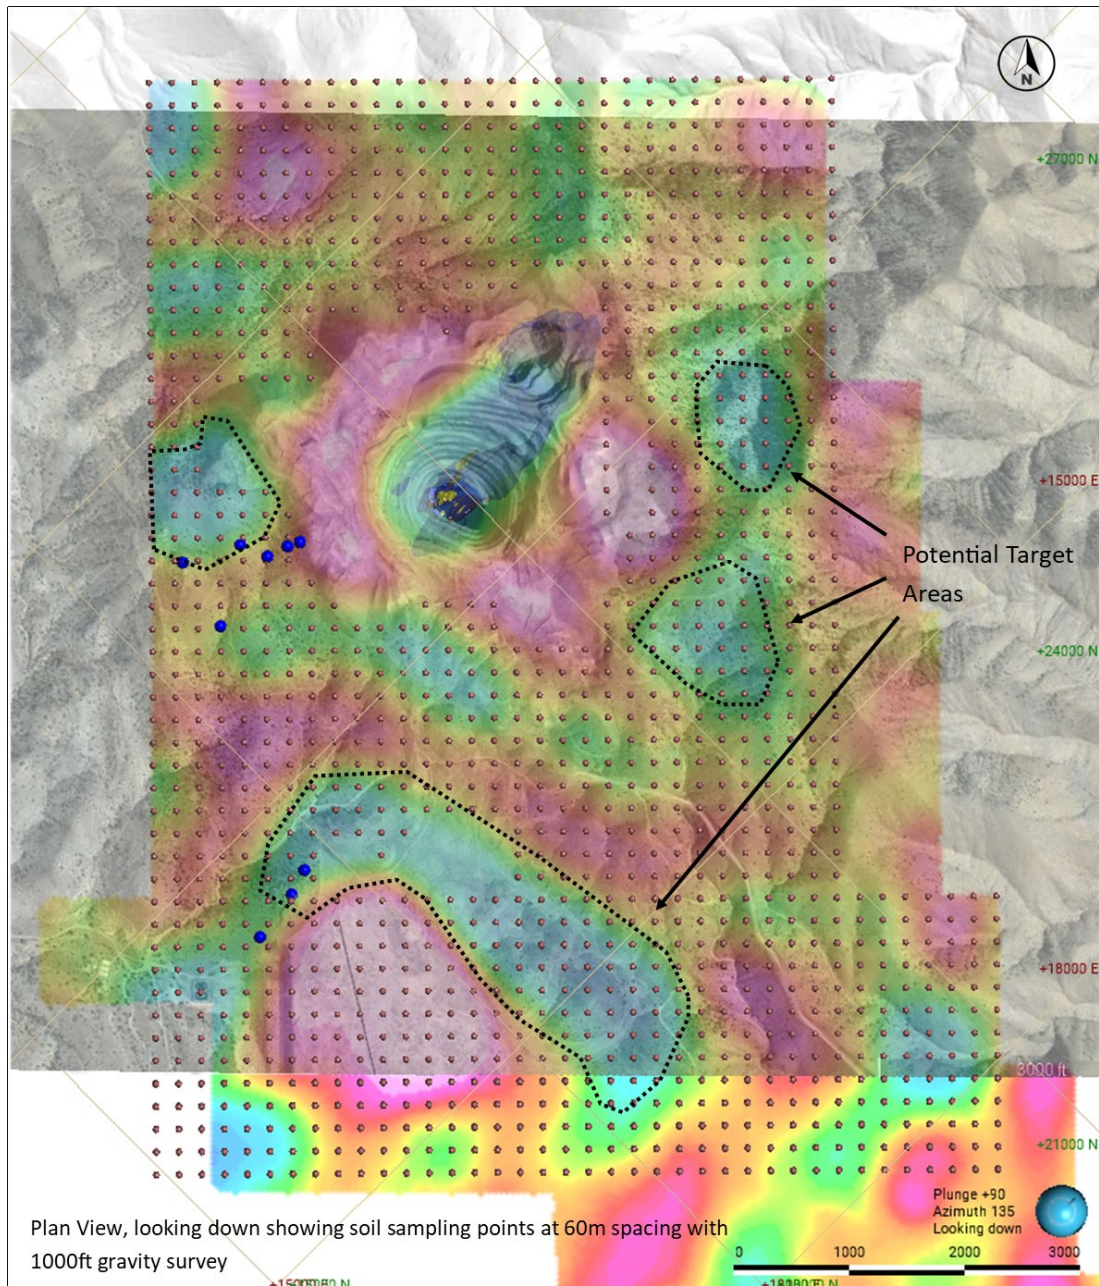 N
+27000 N
+15000 E
Potential Target
Areas
+24000 N
+18000 E
3000 ft
+21000 N
Plunge +90
Azimuth 135
Looking down
Plan View, looking down showing soil sampling points at 60m spacing with
1000ft gravity survey
0 1000 2000 3000